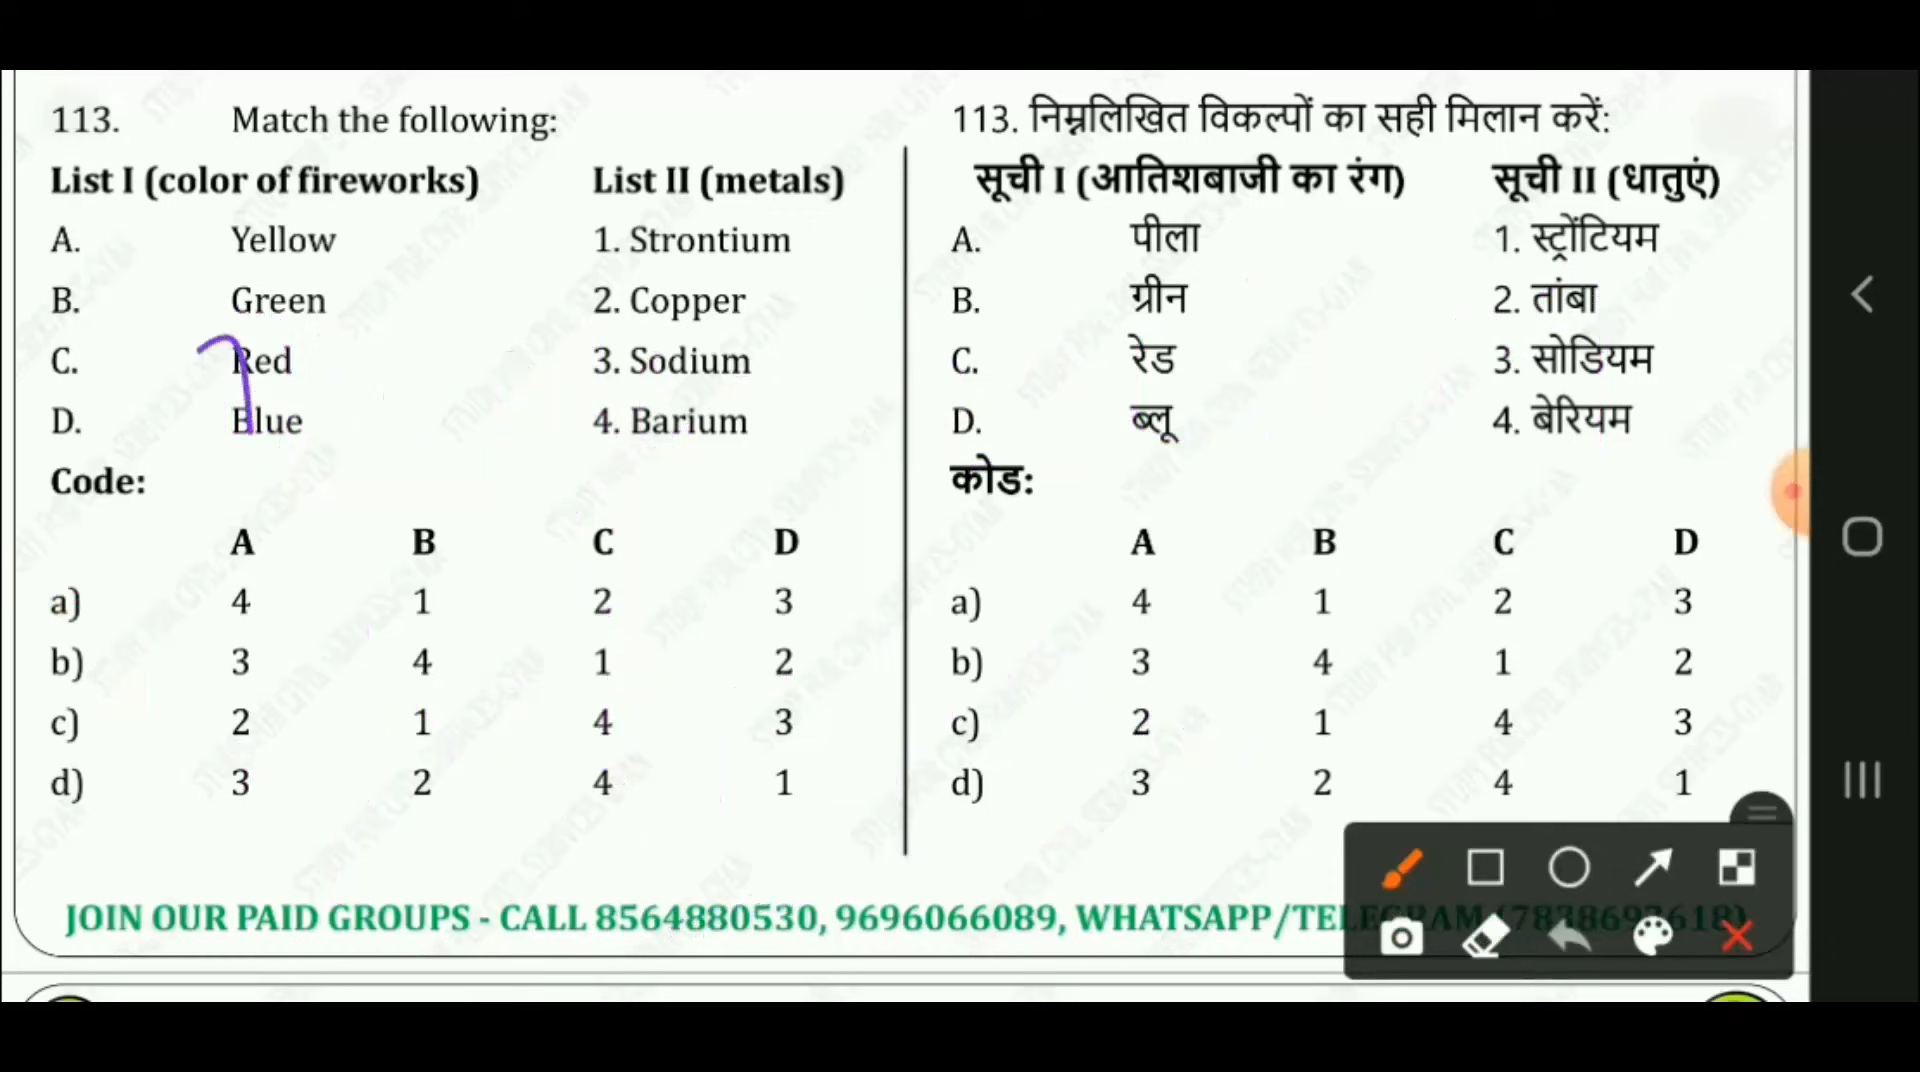 113. Match the following:
List I (color of fireworks) List II (metals)
A. Yellow 1. Strontium
B. Green 2. Copper
C. Red 3. Sodium
D. Blue 4. Barium
Code:
A B C D
a) 4 1 2 3
b) 3 4 1 2
c) 2 1 4 3
d) 3 2 4 1
113. निम्नलिखित विकल्पों का सही मिलान करें:
सूची I (आतिशबाजी का रंग) सूची II (धातुएं)
A. पीला 1. स्ट्रोंटियम
B. ग्रीन 2. तांबा
C. रेड 3. सोडियम
D. ब्लू 4. बेरियम
कोड:
A B C D
a) 4 1 2 3
b) 3 4 1 2
c) 2 1 4 3
d) 3 2 4 1
JOIN OUR PAID GROUPS - CALL 8564880530, 9696066089, WHATSAPP/TELEGRAM